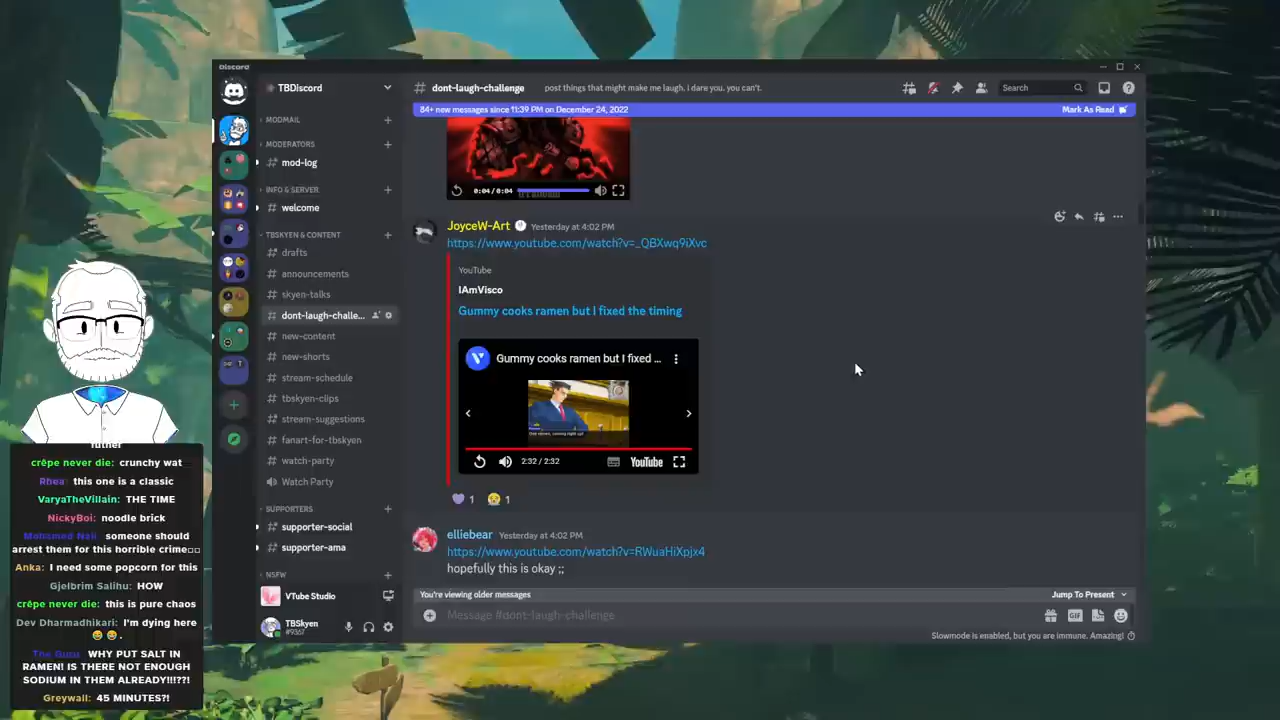 Discord
TBDiscord
# dont-laugh-challenge post things that might make me laugh. i dare you. you can't.
Search
84+ new messages since 11:39 PM on December 24, 2022 Mark As Read
MODMAIL
MODERATORS
mod-log
INFO & SERVER
welcome
TBSKYEN & CONTENT
drafts
announcements
skyen-talks
dont-laugh-challe...
new-content
new-shorts
stream-schedule
tbskyen-clips
stream-suggestions
fanart-for-tbskyen
watch-party
Watch Party
SUPPORTERS
supporter-social
supporter-ama
NSFW
VTube Studio
TBSkyen
#9367
0:04/0:04
JoyceW-Art Yesterday at 4:02 PM
https://www.youtube.com/watch?v=_QBXwq9iXvc
YouTube
IAmVisco
Gummy cooks ramen but I fixed the timing
Gummy cooks ramen but I fixed ...
2:32 / 2:32 YouTube
1 1
elliebear Yesterday at 4:02 PM
https://www.youtube.com/watch?v=RWuaHiXpjx4
hopefully this is okay ;;
You're viewing older messages Jump To Present
Message #dont-laugh-challenge
GIF
Slowmode is enabled, but you are immune. Amazing!
crêpe never die: crunchy wat
Rhea: this one is a classic
VaryaTheVillain: THE TIME
NickyBoi: noodle brick
Mohamed Nali: someone should
arrest them for this horrible crime
Anka: I need some popcorn for this
Gjelbrim Salihu: HOW
crêpe never die: this is pure chaos
Dev Dharmadhikari: I'm dying here
😂 😂 .
The Guru: WHY PUT SALT IN
RAMEN! IS THERE NOT ENOUGH
SODIUM IN THEM ALREADY!!!??!
Greywall: 45 MINUTES?!